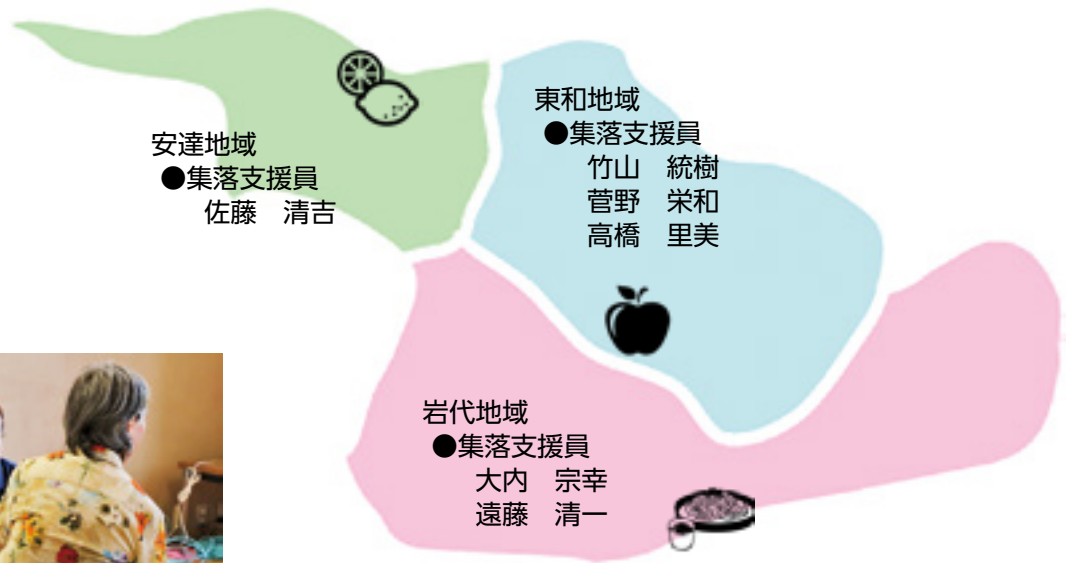 安達地域
●集落支援員
佐藤　清吉
東和地域
●集落支援員
竹山　統樹
菅野　栄和
高橋　里美
岩代地域
●集落支援員
大内　宗幸
遠藤　清一